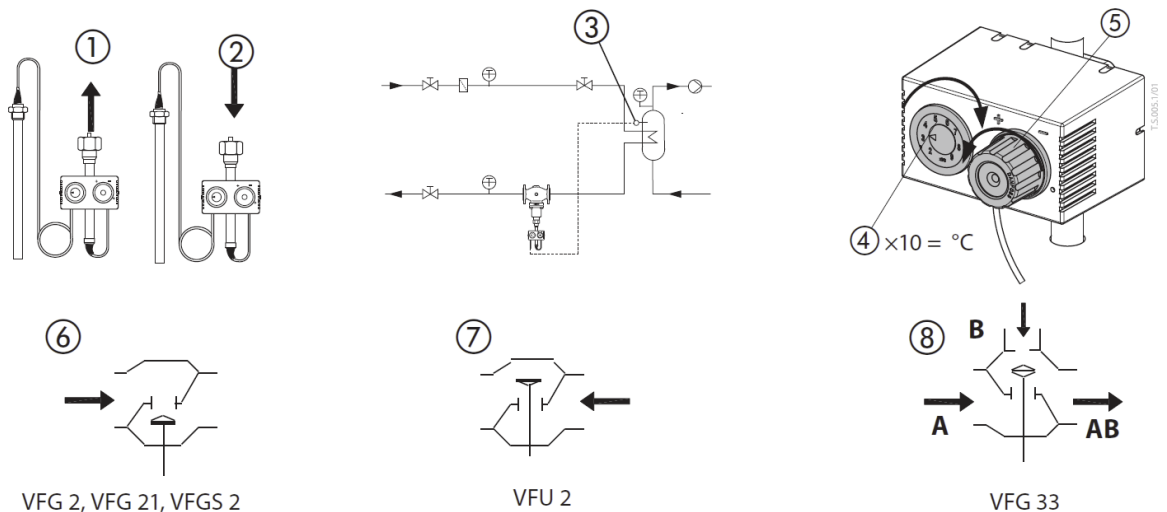 1
2
3
5
4 ×10 = °C
T.S.005.1/01
+
−
6
7
8
B
A
AB
VFG 2, VFG 21, VFGS 2
VFU 2
VFG 33